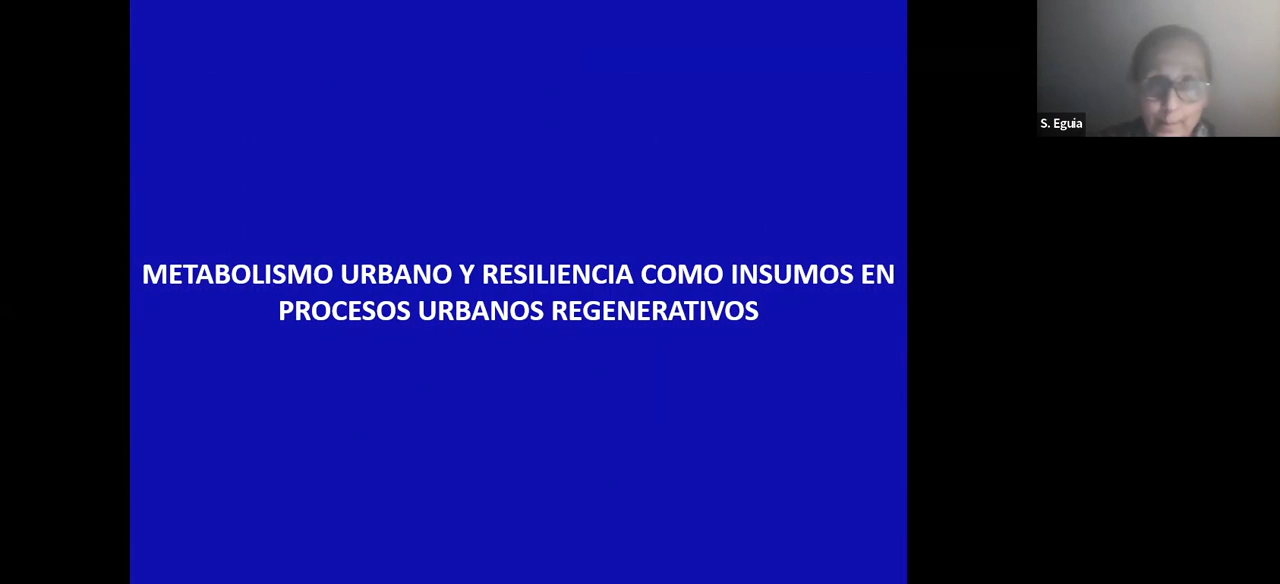 METABOLISMO URBANO Y RESILIENCIA COMO INSUMOS EN
PROCESOS URBANOS REGENERATIVOS
S. Eguia